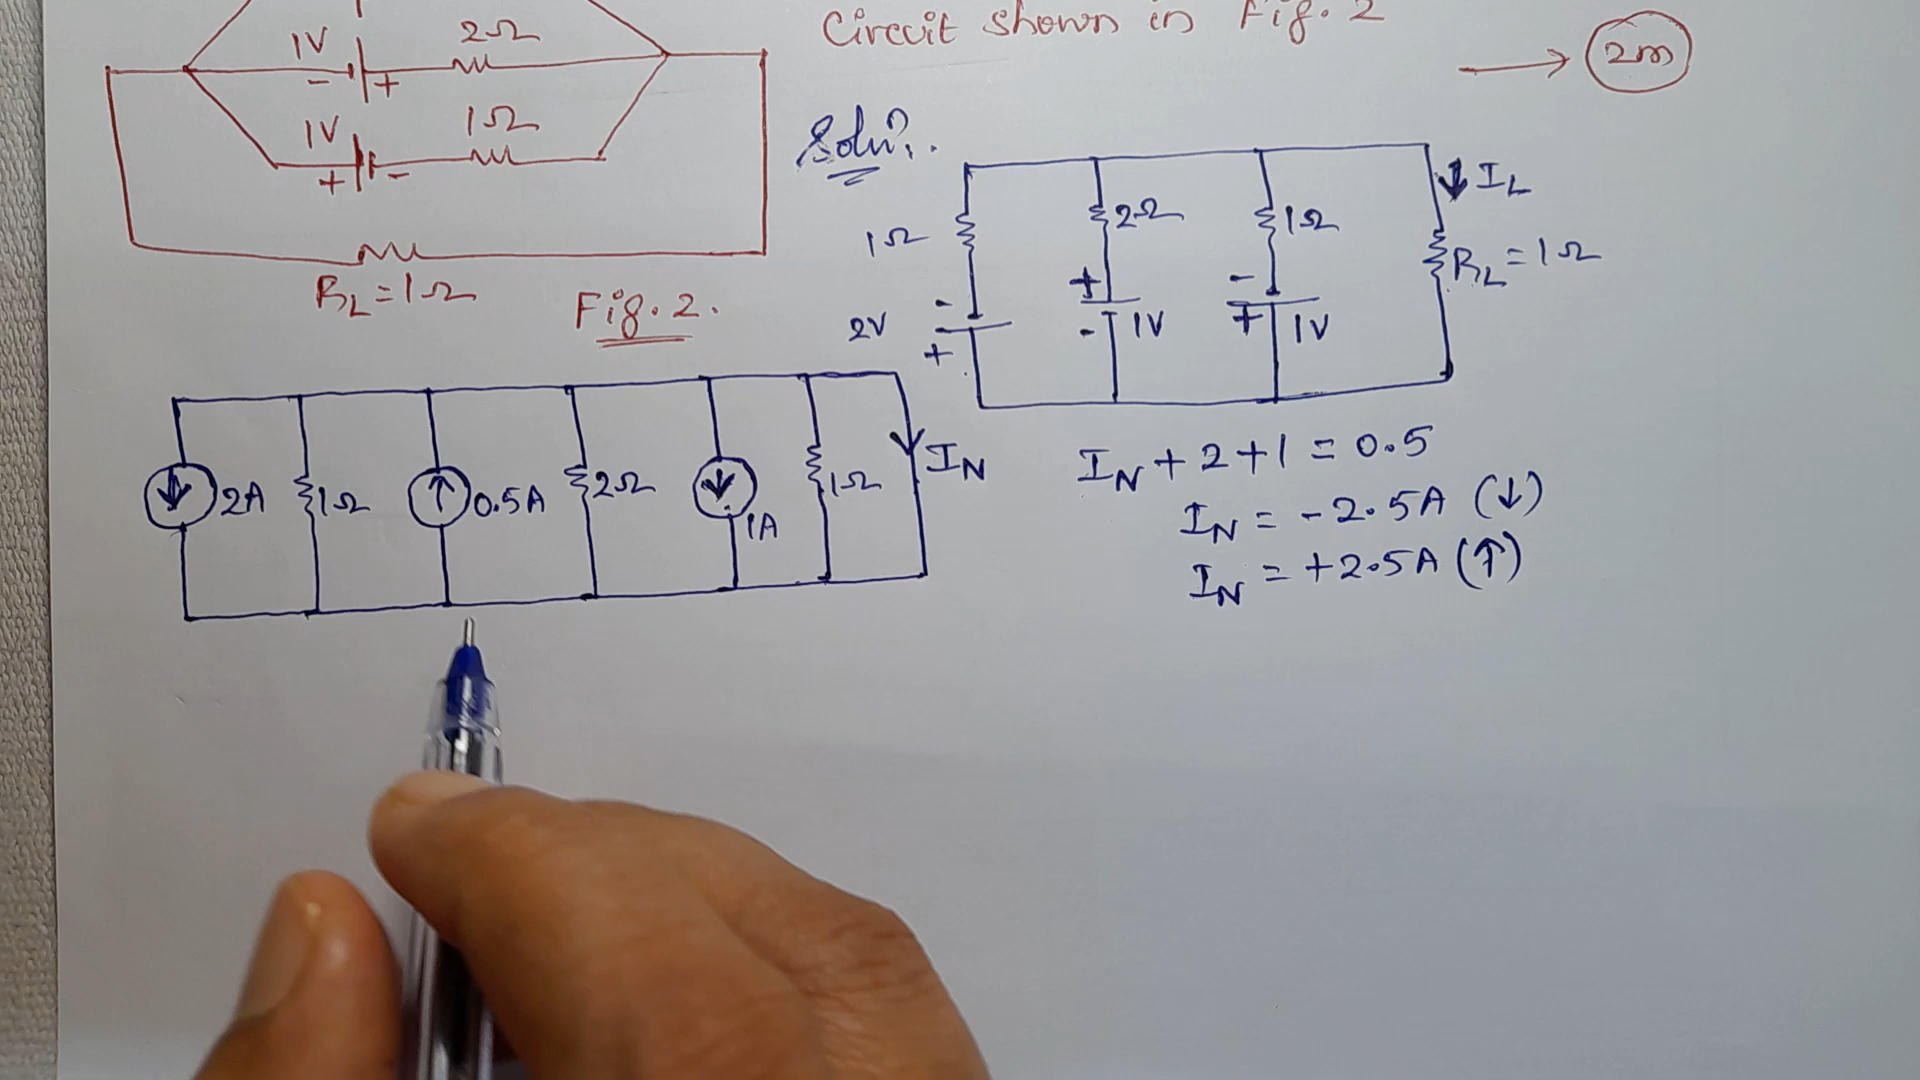 Circuit shown in Fig. 2
→ 2m
1V 2Ω
- +
1V 1Ω
+ -
RL = 1Ω
Fig. 2.
Solu?.
1Ω
2V
- +
2Ω
+ -
1V
1Ω
- +
1V
IL
RL = 1Ω
2A 1Ω 0.5A 2Ω 1A 1Ω IN
IN + 2 + 1 = 0.5
IN = -2.5A (↓)
IN = +2.5A (↑)